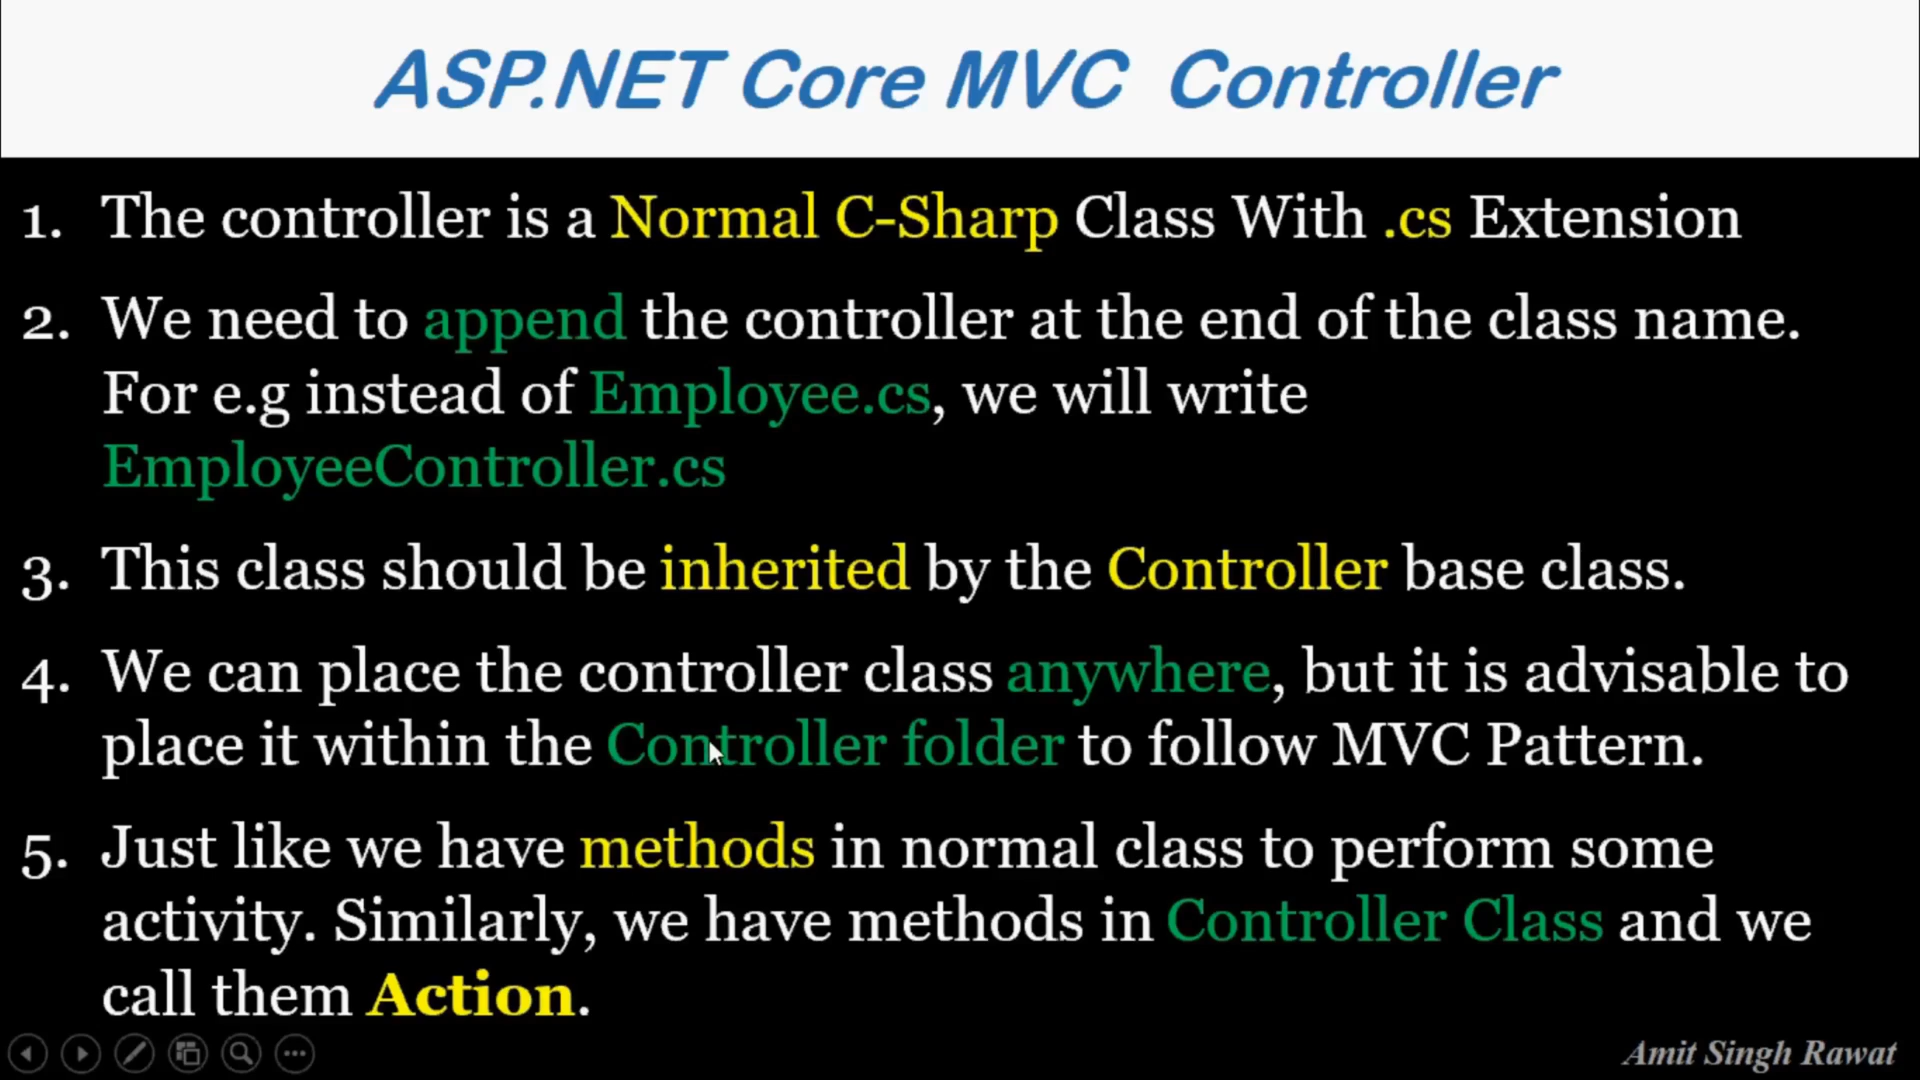 ASP.NET Core MVC Controller
1. The controller is a Normal C-Sharp Class With .cs Extension
2. We need to append the controller at the end of the class name.
For e.g instead of Employee.cs, we will write
EmployeeController.cs
3. This class should be inherited by the Controller base class.
4. We can place the controller class anywhere, but it is advisable to
place it within the Controller folder to follow MVC Pattern.
5. Just like we have methods in normal class to perform some
activity. Similarly, we have methods in Controller Class and we
call them Action.
Amit Singh Rawat